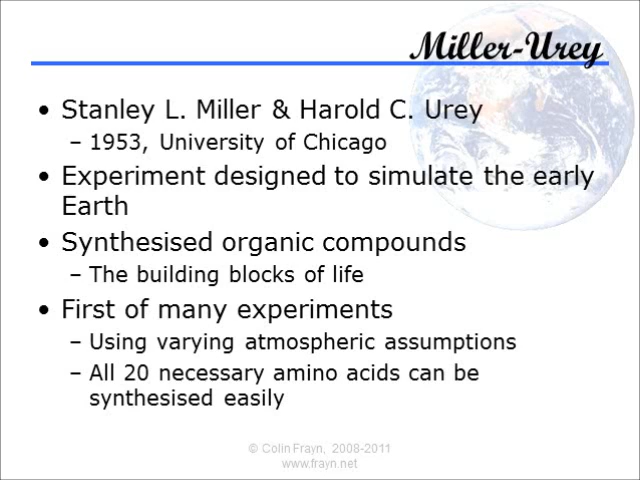 Miller-Urey
• Stanley L. Miller & Harold C. Urey
– 1953, University of Chicago
• Experiment designed to simulate the early
Earth
• Synthesised organic compounds
– The building blocks of life
• First of many experiments
– Using varying atmospheric assumptions
– All 20 necessary amino acids can be
synthesised easily
© Colin Frayn, 2008-2011
www.frayn.net